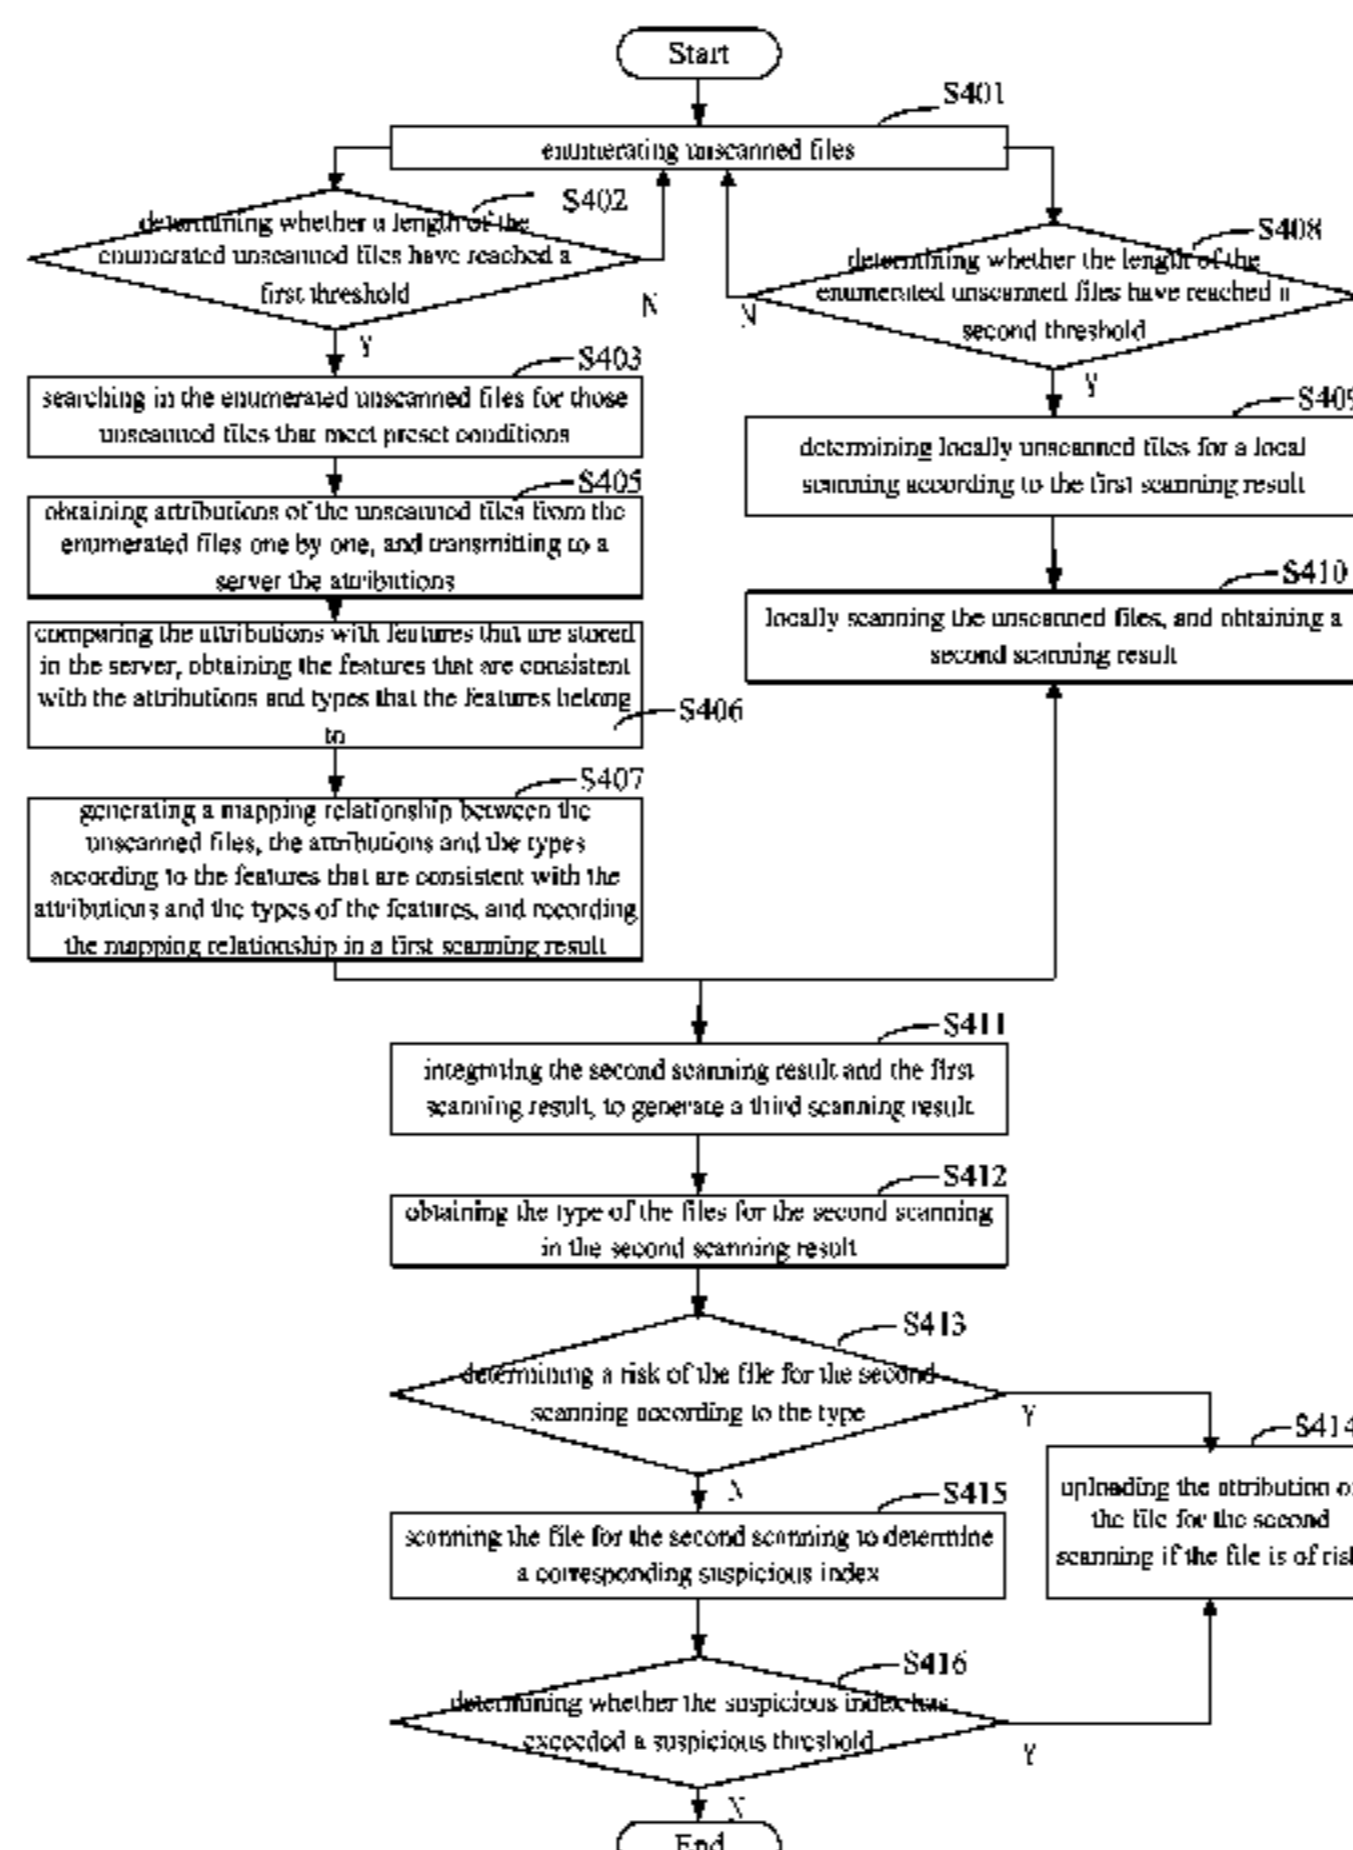 Start
S401
enumerating unscanned files
S402
determining whether a length of the
enumerated unscanned files have reached a
first threshold
N
Y
S408
determining whether the length of the
enumerated unscanned files have reached a
second threshold
N
Y
S403
searching in the enumerated unscanned files for those
unscanned files that meet preset conditions
S409
determining locally unscanned files for a local
scanning according to the first scanning result
S405
obtaining attributions of the unscanned files from the
enumerated files one by one, and transmitting to a
server the attributions
S410
locally scanning the unscanned files, and obtaining a
second scanning result
comparing the attributions with features that are stored
in the server, obtaining the features that are consistent
with the attributions and types that the features belong
to
S406
S407
generating a mapping relationship between the
unscanned files, the attributions and the types
according to the features that are consistent with the
attributions and the types of the features, and recording
the mapping relationship in a first scanning result
S411
integrating the second scanning result and the first
scanning result, to generate a third scanning result
S412
obtaining the type of the files for the second scanning
in the second scanning result
S413
determining a risk of the file for the second
scanning according to the type
Y
N
S414
uploading the attribution of
the file for the second
scanning if the file is of risk
S415
scanning the file for the second scanning to determine
a corresponding suspicious index
S416
determining whether the suspicious index has
exceeded a suspicious threshold
Y
N
End